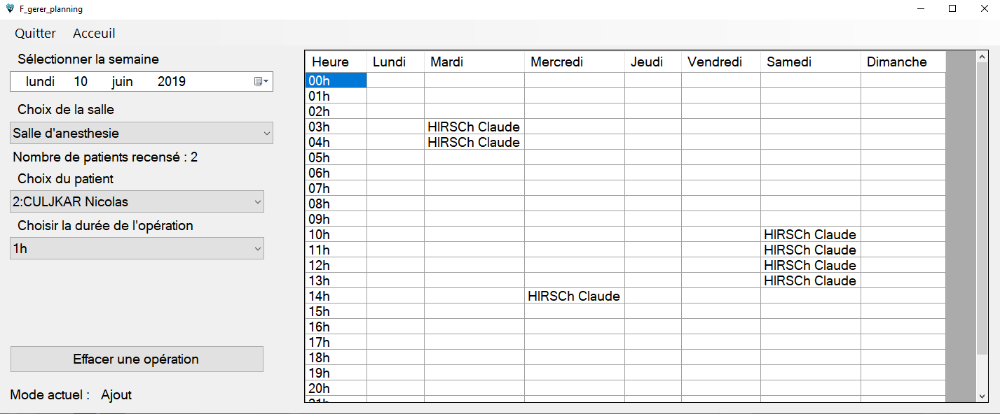 F_gerer_planning
Quitter Acceuil
Sélectionner la semaine
lundi 10 juin 2019
Choix de la salle
Salle d'anesthesie
Nombre de patients recensé : 2
Choix du patient
2:CULJKAR Nicolas
Choisir la durée de l'opération
1h
Effacer une opération
Mode actuel : Ajout
Heure Lundi Mardi Mercredi Jeudi Vendredi Samedi Dimanche
00h
01h
02h
03h HIRSCh Claude
04h HIRSCh Claude
05h
06h
07h
08h
09h
10h HIRSCh Claude
11h HIRSCh Claude
12h HIRSCh Claude
13h HIRSCh Claude
14h HIRSCh Claude
15h
16h
17h
18h
19h
20h